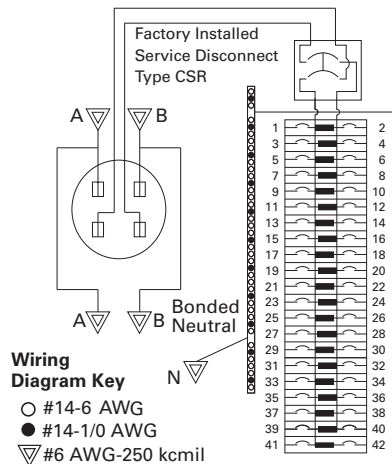 Factory Installed
Service Disconnect
Type CSR
A B
1 2
3 4
5 6
7 8
9 10
11 12
13 14
15 16
17 18
19 20
21 22
23 24
25 26
27 28
29 30
31 32
33 34
35 36
37 38
39 40
41 42
A B
Bonded
Neutral
N
Wiring
Diagram Key
#14-6 AWG
#14-1/0 AWG
#6 AWG-250 kcmil